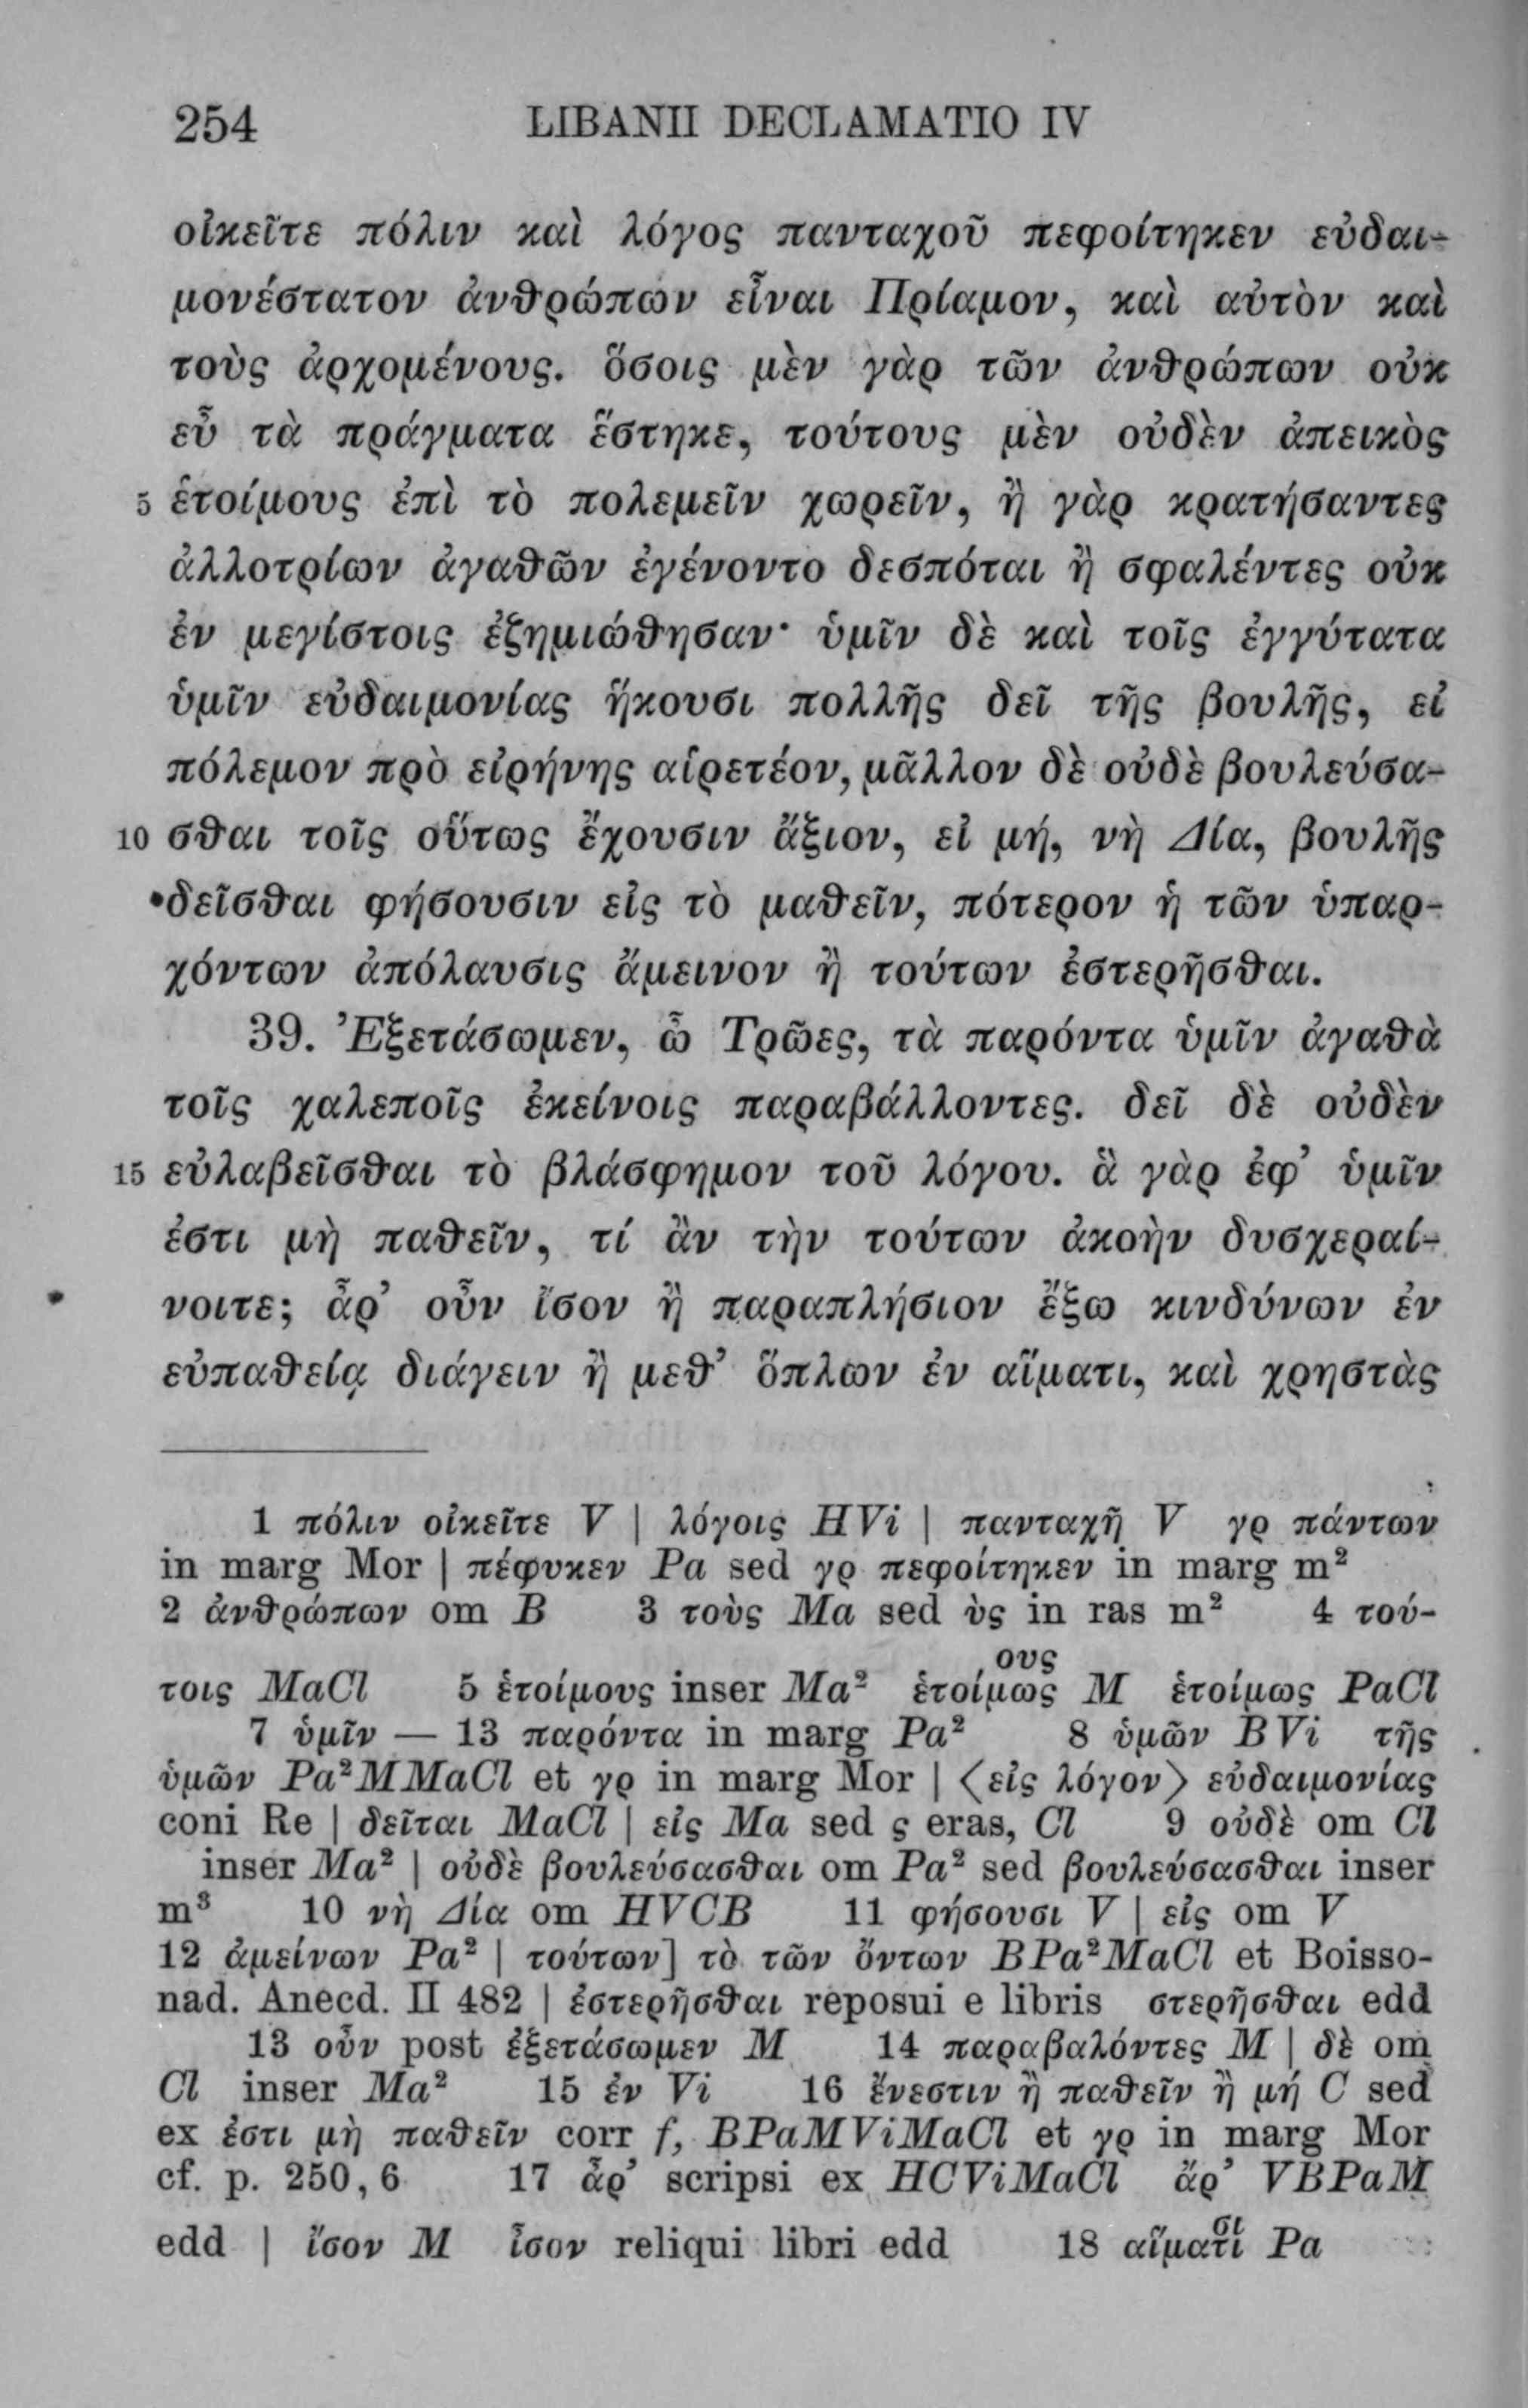 254 LIBANII DECLAMATIO IV
οἰκεῖτε πόλιν καὶ λόγος πανταχοῦ πεφοίτηκεν εὐδαι-
μονέστατον ἀνθρώπων εἶναι Πρίαμον, καὶ αὐτὸν καὶ
τοὺς ἀρχομένους. ὅσοις μὲν γὰρ τῶν ἀνθρώπων οὐκ
εὖ τὰ πράγματα ἕστηκε, τούτους μὲν οὐδὲν ἀπεικὸς
5 ἑτοίμους ἐπὶ τὸ πολεμεῖν χωρεῖν, ἢ γὰρ κρατήσαντες
ἀλλοτρίων ἀγαθῶν ἐγένοντο δεσπόται ἢ σφαλέντες οὐκ
ἐν μεγίστοις ἐζημιώθησαν· ὑμῖν δὲ καὶ τοῖς ἐγγύτατα
ὑμῖν εὐδαιμονίας ἥκουσι πολλῆς δεῖ τῆς βουλῆς, εἰ
πόλεμον πρὸ εἰρήνης αἱρετέον, μᾶλλον δὲ οὐδὲ βουλεύσα-
10 σθαι τοῖς οὕτως ἔχουσιν ἄξιον, εἰ μή, νὴ Δία, βουλῆς
δεῖσθαι φήσουσιν εἰς τὸ μαθεῖν, πότερον ἡ τῶν ὑπαρ-
χόντων ἀπόλαυσις ἄμεινον ἢ τούτων ἐστερῆσθαι.
39. Ἐξετάσωμεν, ὦ Τρῶες, τὰ παρόντα ὑμῖν ἀγαθὰ
τοῖς χαλεποῖς ἐκείνοις παραβάλλοντες. δεῖ δὲ οὐδὲν
15 εὐλαβεῖσθαι τὸ βλάσφημον τοῦ λόγου. ἃ γὰρ ἐφ’ ὑμῖν
ἐστι μὴ παθεῖν, τί ἂν τὴν τούτων ἀκοὴν δυσχεραί-
νοιτε; ἆρ’ οὖν ἴσον ἢ παραπλήσιον ἔξω κινδύνων ἐν
εὐπαθείᾳ διάγειν ἢ μεθ’ ὅπλων ἐν αἵματι, καὶ χρηστὰς
1 πόλιν οἰκεῖτε V | λόγοις HVi | πανταχῆ V γρ πάντων
in marg Mor | πέφυκεν Pa sed γρ πεφοίτηκεν in marg m²
2 ἀνθρώπων om B 3 τοὺς Ma sed ὺς in ras m² 4 τού-
τοις MaCl 5 ἑτοίμους inser Ma² ἑτοίμωςους M ἑτοίμως PaCl
7 ὑμῖν — 13 παρόντα in marg Pa² 8 ὑμῶν BVi τῆς
ὑμῶν Pa²MMaCl et γρ in marg Mor | ⟨εἰς λόγον⟩ εὐδαιμονίας
coni Re | δεῖται MaCl | εἰς Ma sed ς eras, Cl 9 οὐδὲ om Cl
inser Ma² | οὐδὲ βουλεύσασθαι om Pa² sed βουλεύσασθαι inser
m³ 10 νὴ Δία om HVCB 11 φήσουσι V | εἰς om V
12 ἀμείνων Pa² | τούτων] τὸ τῶν ὄντων BPa²MaCl et Boisso-
nad. Anecd. II 482 | ἐστερῆσθαι reposui e libris στερῆσθαι edd
13 οὖν post ἐξετάσωμεν M 14 παραβαλόντες M | δὲ om
Cl inser Ma² 15 ἐν Vi 16 ἔνεστιν ἢ παθεῖν ἢ μή C sed
ex ἐστι μὴ παθεῖν corr f, BPaMViMaCl et γρ in marg Mor
cf. p. 250, 6 17 ἆρ’ scripsi ex HCViMaCl ἄρ’ VBPaM
edd | ἴσον M ἶσον reliqui libri edd 18 αἵματισι Pa